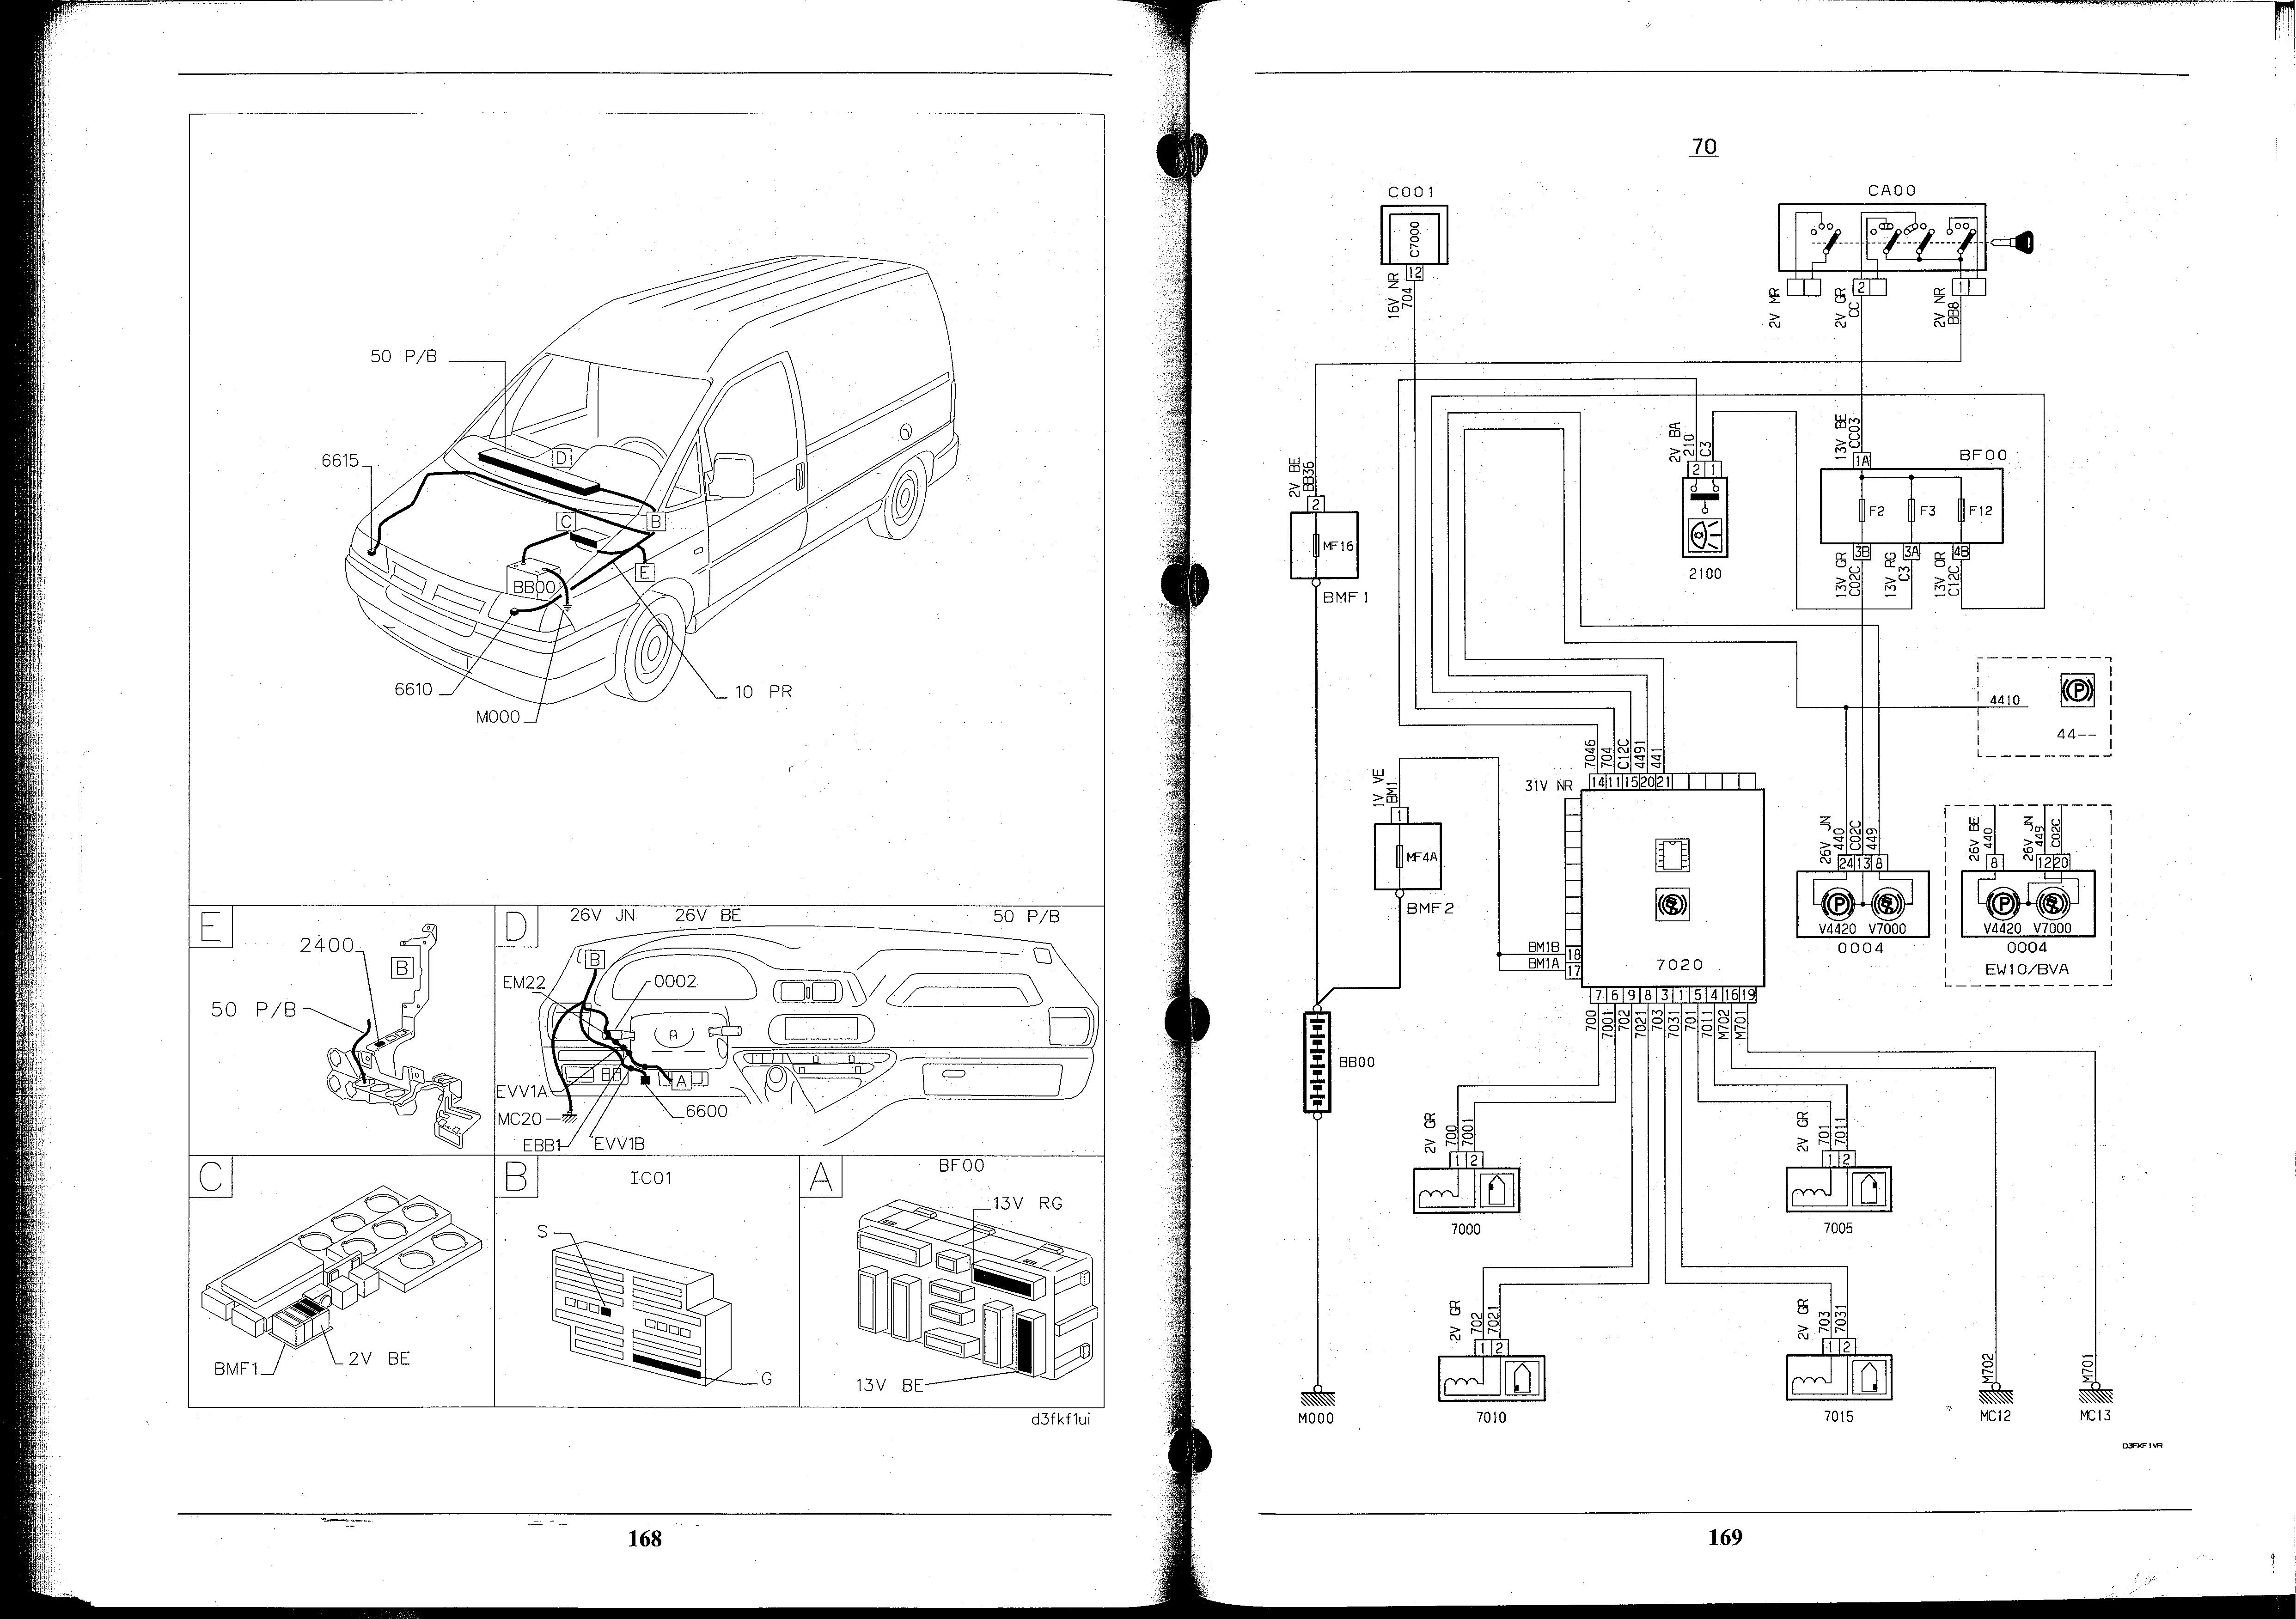 50 P/B
6615
D
C
B
E
BB00
6610
M000
10 PR
E
2400
B
50 P/B
D
26V JN
26V BE
50 P/B
B
EM22
0002
A
BB
A
EVV1A
MC20
EBB1
EVV1B
6600
C
BMF1
2V BE
B
IC01
S
G
A
BF00
13V RG
13V BE
d3fkf1ui
168
70
C001
C7000
12
16V NR
704
CA00
2
1
2V MR
2V GR
CC
2V NR
BB8
2V BE
BB36
2
MF16
BMF1
2V BA
210
C3
2 1
2100
13V BE
CC03
1A
BF00
F2
F3
F12
3B
3A
4B
13V GR
C02C
13V RG
C3
13V OR
C12C
4410
P
44--
1V VE
BM1
1
MF4A
BMF2
7046
704
C12C
4491
441
31V NR
14 11 15 20 21
BM1B
18
BM1A
17
7020
7 6 9 8 3 1 5 4 16 19
700
7001
702
7021
703
7031
701
7011
M702
M701
26V JN
440
C02C
449
24 13 8
P
V4420 V7000
0004
26V BE
440
26V JN
449
C02C
8
12 20
P
V4420 V7000
0004
EW10/BVA
BB00
2V GR
700
7001
1 2
7000
2V GR
701
7011
1 2
7005
2V GR
702
7021
1 2
7010
2V GR
703
7031
1 2
7015
M000
M702
MC12
M701
MC13
D3FKF1VR
169